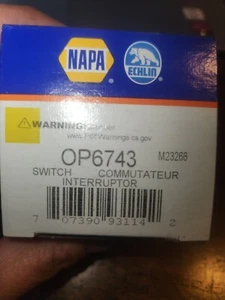 NAPA
ECHLIN
WARNING:
www.P65Warnings.ca.gov
OP6743 M23268
SWITCH COMMUTATEUR
INTERRUPTOR
7 07390 93114 2